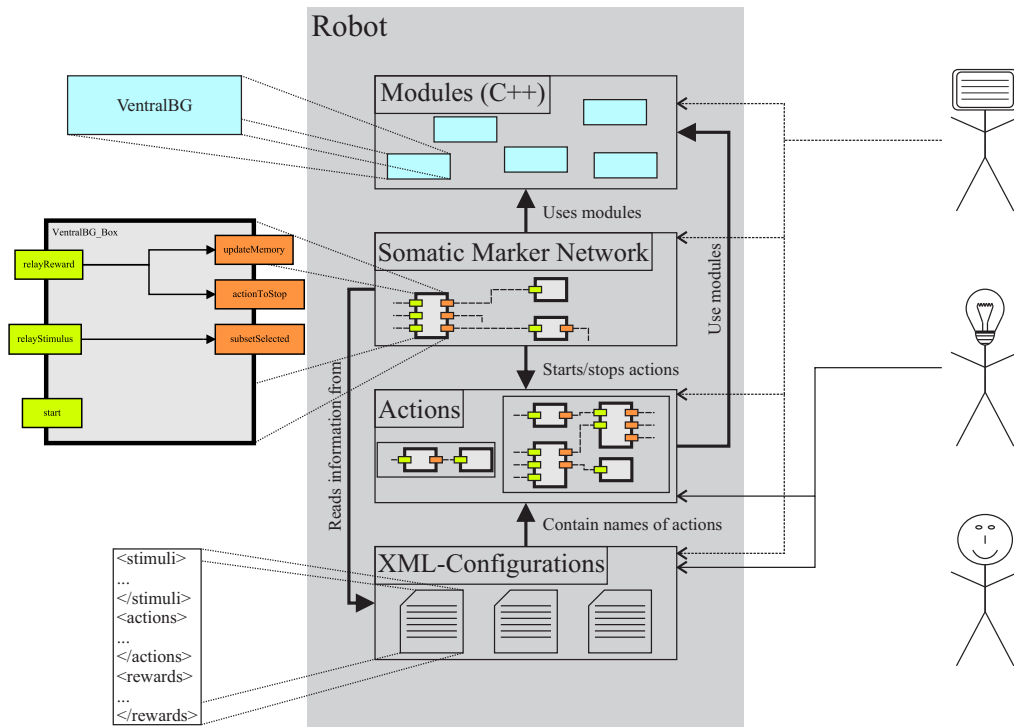 Robot
Modules (C++)
VentralBG
Uses modules
VentralBG_Box
relayReward
updateMemory
actionToStop
relayStimulus
subsetSelected
start
Somatic Marker Network
Use modules
Starts/stops actions
Reads information from
Actions
Contain names of actions
XML-Configurations
<stimuli>
...
</stimuli>
<actions>
...
</actions>
<rewards>
...
</rewards>